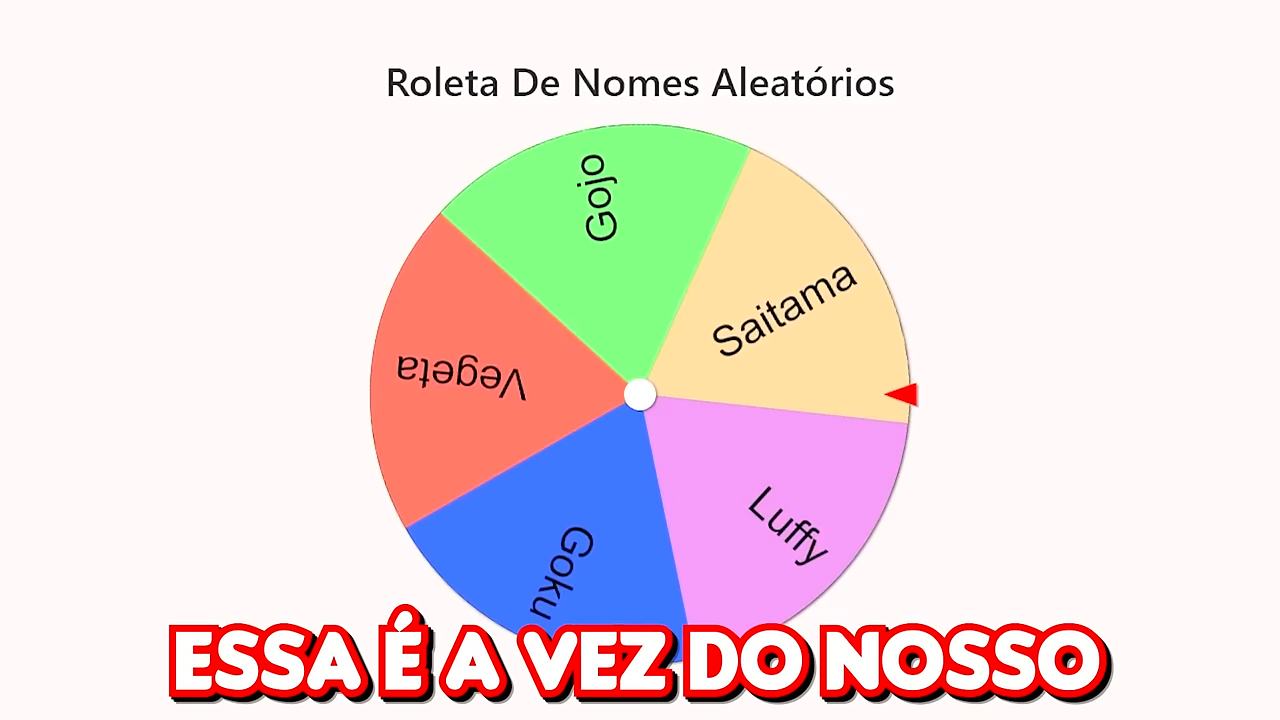 Roleta De Nomes Aleatórios
Gojo
Saitama
Vegeta
Luffy
Goku
ESSA É A VEZ DO NOSSO